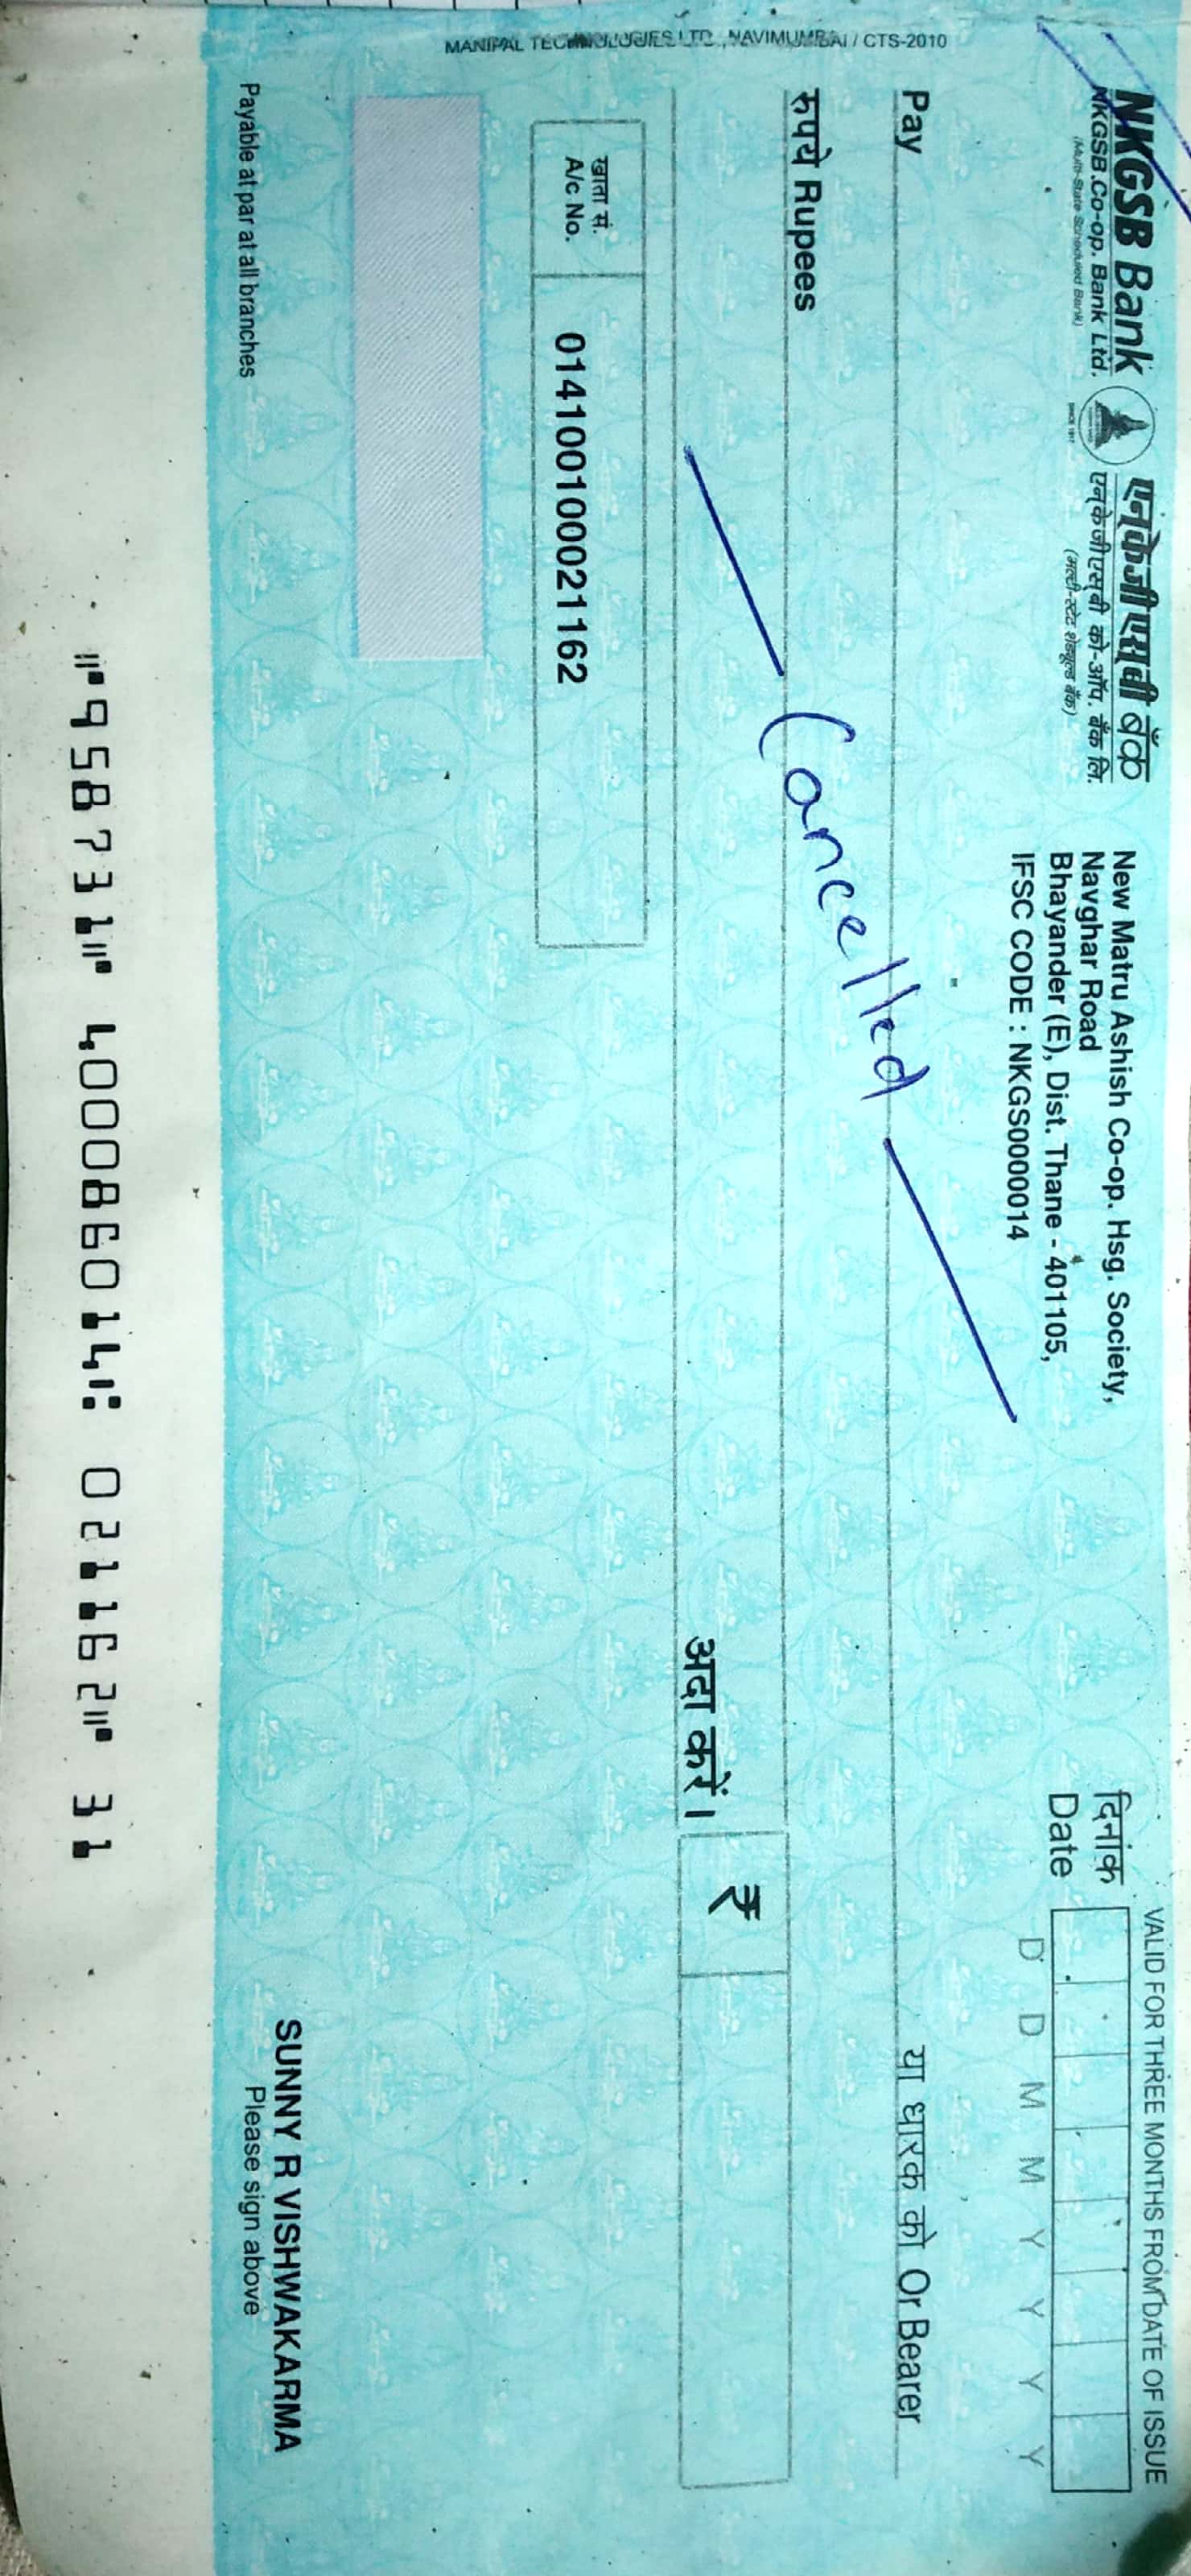 NKGSB Bank एनकेजीएसबी बैंक
NKGSB Co-op. Bank Ltd. एनकेजीएसबी को-ऑप. बैंक लि.
(Multi-State Scheduled Bank) SINCE 1917 (मल्टी-स्टेट शेड्यूल्ड बैंक)
New Matru Ashish Co-op. Hsg. Society,
Navghar Road
Bhayander (E), Dist. Thane - 401105,
IFSC CODE : NKGS0000014
VALID FOR THREE MONTHS FROM DATE OF ISSUE
दिनांक
Date
D D M M Y Y Y Y
Pay या धारक को Or Bearer
रुपये Rupees
Cancelled
अदा करें। ₹
खाता सं.
A/c No. 014100100021162
MANIPAL TECHNOLOGIES LTD., NAVIMUMBAI / CTS-2010
SUNNY R VISHWAKARMA
Payable at par at all branches Please sign above
⑈958731⑈ 400086014⑆ 021162⑈ 31